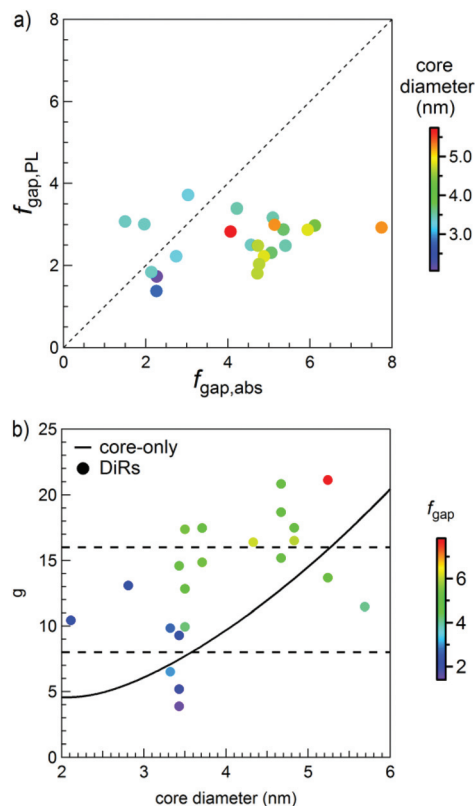 a)
8
6
4
2
0
f gap,PL
0
2
4
6
8
f gap,abs
core
diameter
(nm)
5.0
4.0
3.0
b)
25
20
15
10
5
0
g
core-only
DiRs
2
3
4
5
6
core diameter (nm)
f gap
6
4
2